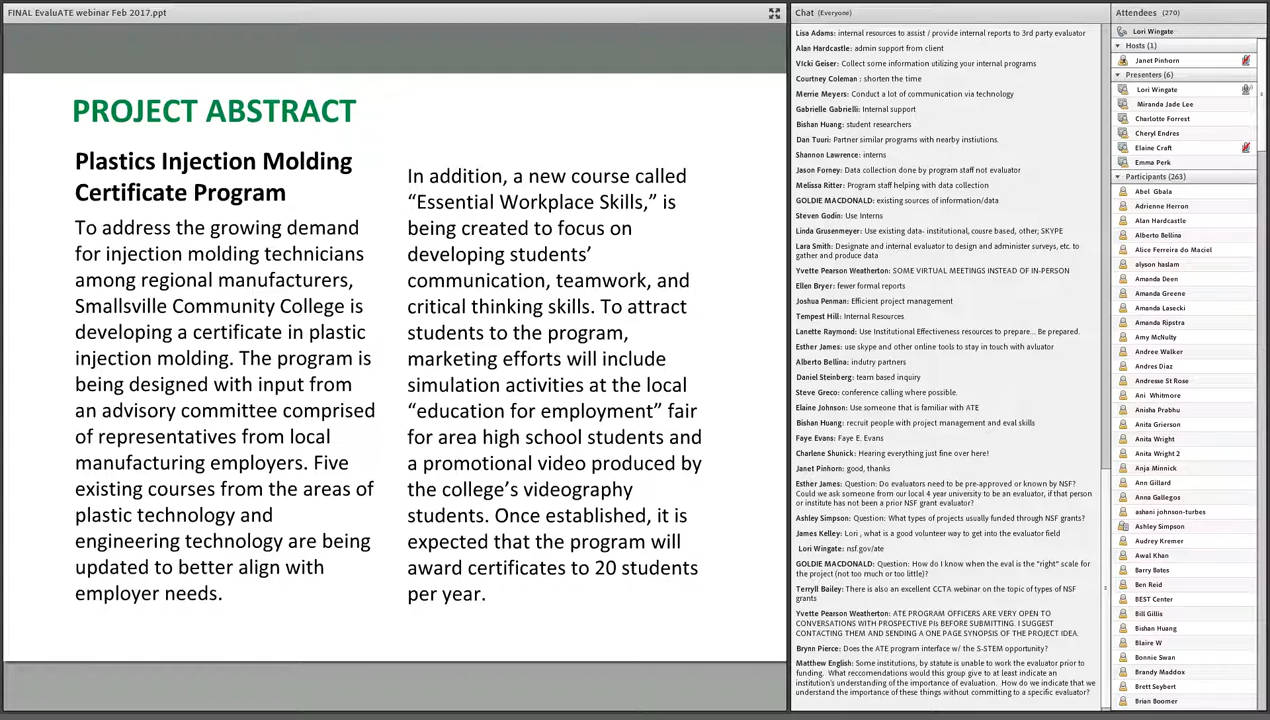 FINAL EvaluATE webinar Feb 2017.ppt
PROJECT ABSTRACT
Plastics Injection Molding
Certificate Program
To address the growing demand
for injection molding technicians
among regional manufacturers,
Smallsville Community College is
developing a certificate in plastic
injection molding. The program is
being designed with input from
an advisory committee comprised
of representatives from local
manufacturing employers. Five
existing courses from the areas of
plastic technology and
engineering technology are being
updated to better align with
employer needs.
In addition, a new course called
“Essential Workplace Skills,” is
being created to focus on
developing students’
communication, teamwork, and
critical thinking skills. To attract
students to the program,
marketing efforts will include
simulation activities at the local
“education for employment” fair
for area high school students and
a promotional video produced by
the college’s videography
students. Once established, it is
expected that the program will
award certificates to 20 students
per year.
Chat (Everyone)
Lisa Adams: internal resources to assist / provide internal reports to 3rd party evaluator
Alan Hardcastle: admin support from client
VIcki Geiser: Collect some information utilizing your internal programs
Courtney Coleman : shorten the time
Merrie Meyers: Conduct a lot of communication via technology
Gabrielle Gabrielli: Internal support
Bishan Huang: student researchers
Dan Tuuri: Partner similar programs with nearby instiutions.
Shannon Lawrence: interns
Jason Forney: Data collection done by program staff not evaluator
Melissa Ritter: Program staff helping with data collection
GOLDIE MACDONALD: existing sources of information/data
Steven Godin: Use Interns
Linda Grusenmeyer: Use existing data- institutional, cousre based, other; SKYPE
Lara Smith: Designate and internal evaluator to design and administer surveys, etc. to
gather and produce data
Yvette Pearson Weatherton: SOME VIRTUAL MEETINGS INSTEAD OF IN-PERSON
Ellen Bryer: fewer formal reports
Joshua Penman: Efficient project management
Tempest Hill: Internal Resources
Lanette Raymond: Use Institutional Effectiveness resources to prepare... Be prepared.
Esther James: use skype and other online tools to stay in touch with avluator
Alberto Bellina: indutry partners
Daniel Steinberg: team based inquiry
Steve Greco: conference calling where possible.
Elaine Johnson: Use someone that is familiar with ATE
Bishan Huang: recruit people with project management and eval skills
Faye Evans: Faye E. Evans
Charlene Shunick: Hearing everything just fine over here!
Janet Pinhorn: good, thanks
Esther James: Question: Do evaluators need to be pre-approved or known by NSF?
Could we ask someone from our local 4 year university to be an evaluator, if that person
or institute has not been a prior NSF grant evaluator?
Ashley Simpson: Question: What types of projects usually funded through NSF grants?
James Kelley: Lori , what is a good volunteer way to get into the evaluator field
Lori Wingate: nsf.gov/ate
GOLDIE MACDONALD: Question: How do I know when the eval is the "right" scale for
the project (not too much or too little)?
Terryll Bailey: There is also an excellent CCTA webinar on the topic of types of NSF
grants
Yvette Pearson Weatherton: ATE PROGRAM OFFICERS ARE VERY OPEN TO
CONVERSATIONS WITH PROSPECTIVE PIs BEFORE SUBMITTING. I SUGGEST
CONTACTING THEM AND SENDING A ONE PAGE SYNOPSIS OF THE PROJECT IDEA.
Brynn Pierce: Does the ATE program interface w/ the S-STEM opportunity?
Matthew English: Some institutions, by statute is unable to work the evaluator prior to
funding. What reccomendations would this group give to at least indicate an
institution's understanding of the importance of evaluation. How do we indicate that we
understand the importance of these things without committing to a specific evaluator?
Attendees (270)
Lori Wingate
Hosts (1)
Janet Pinhorn
Presenters (6)
Lori Wingate
Miranda Jade Lee
Charlotte Forrest
Cheryl Endres
Elaine Craft
Emma Perk
Participants (263)
Abel Gbala
Adrienne Herron
Alan Hardcastle
Alberto Bellina
Alice Ferreira do Maciel
alyson haslam
Amanda Deen
Amanda Greene
Amanda Lasecki
Amanda Ripstra
Amy McNulty
Andree Walker
Andres Diaz
Andresse St Rose
Ani Whitmore
Anisha Prabhu
Anita Grierson
Anita Wright
Anita Wright 2
Anja Minnick
Ann Gillard
Anna Gallegos
ashani johnson-turbes
Ashley Simpson
Audrey Kremer
Awal Khan
Barry Bates
Ben Reid
BEST Center
Bill Gillis
Bishan Huang
Blaire W
Bonnie Swan
Brandy Maddox
Brett Seybert
Brian Boomer